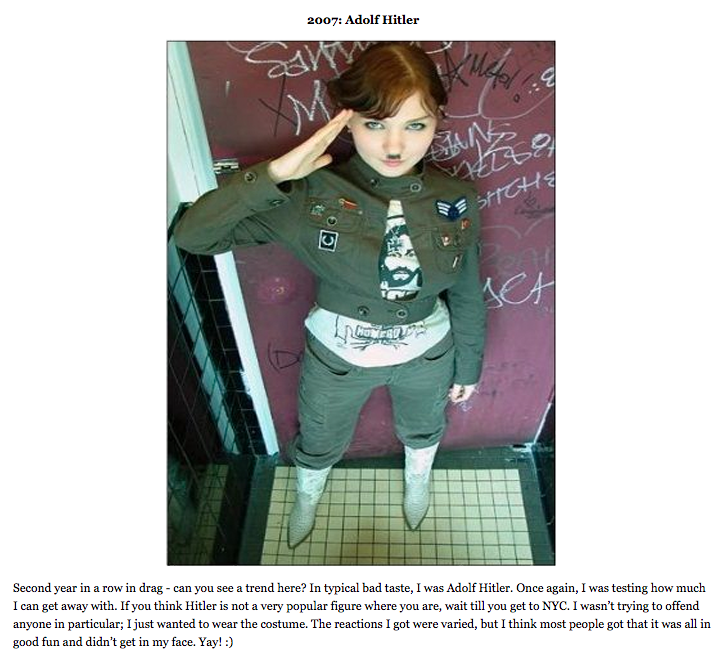 2007: Adolf Hitler
Metal!
Second year in a row in drag - can you see a trend here? In typical bad taste, I was Adolf Hitler. Once again, I was testing how much
I can get away with. If you think Hitler is not a very popular figure where you are, wait till you get to NYC. I wasn't trying to offend
anyone in particular; I just wanted to wear the costume. The reactions I got were varied, but I think most people got that it was all in
good fun and didn't get in my face. Yay! :)